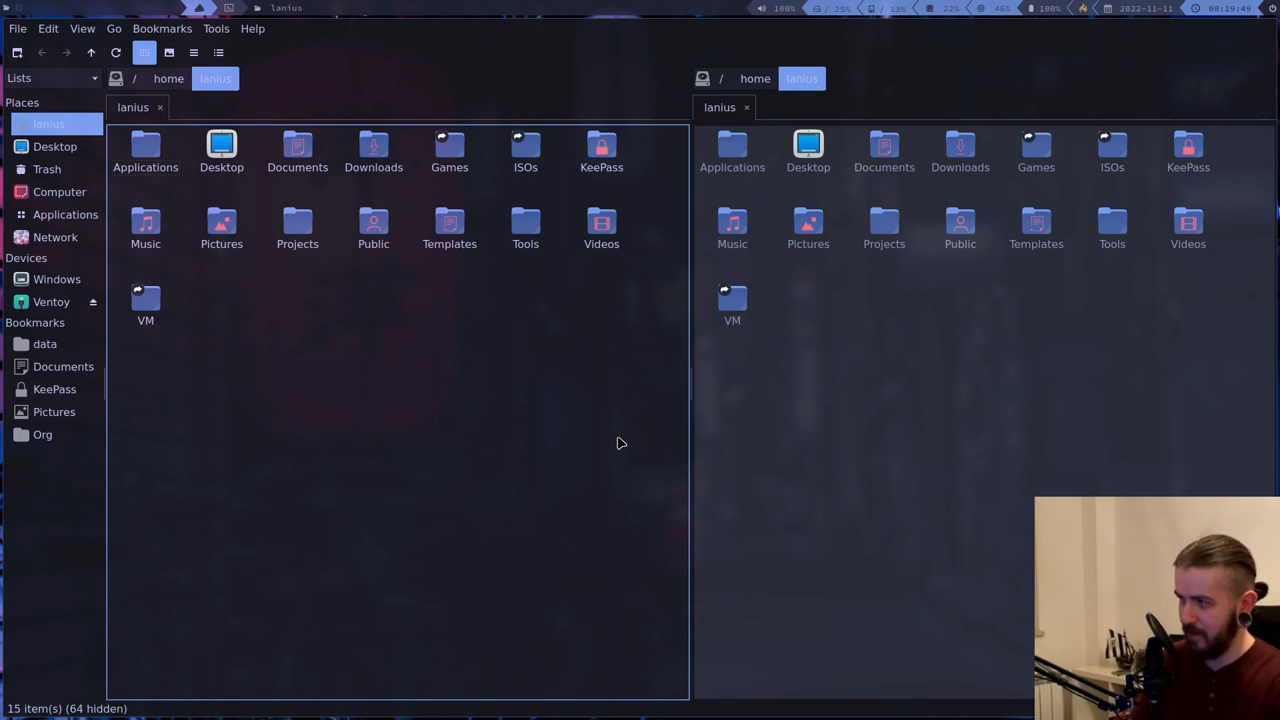 lanius 100% 25% 13% 22% 46% 100% 2022-11-11 00:19:49
File Edit View Go Bookmarks Tools Help
Lists / home lanius / home lanius
Places lanius × lanius ×
lanius
Desktop
Trash
Computer
Applications
Network
Devices
Windows
Ventoy
Bookmarks
data
Documents
KeePass
Pictures
Org
Applications Desktop Documents Downloads Games ISOs KeePass
Music Pictures Projects Public Templates Tools Videos
VM
Applications Desktop Documents Downloads Games ISOs KeePass
Music Pictures Projects Public Templates Tools Videos
VM
15 item(s) (64 hidden)